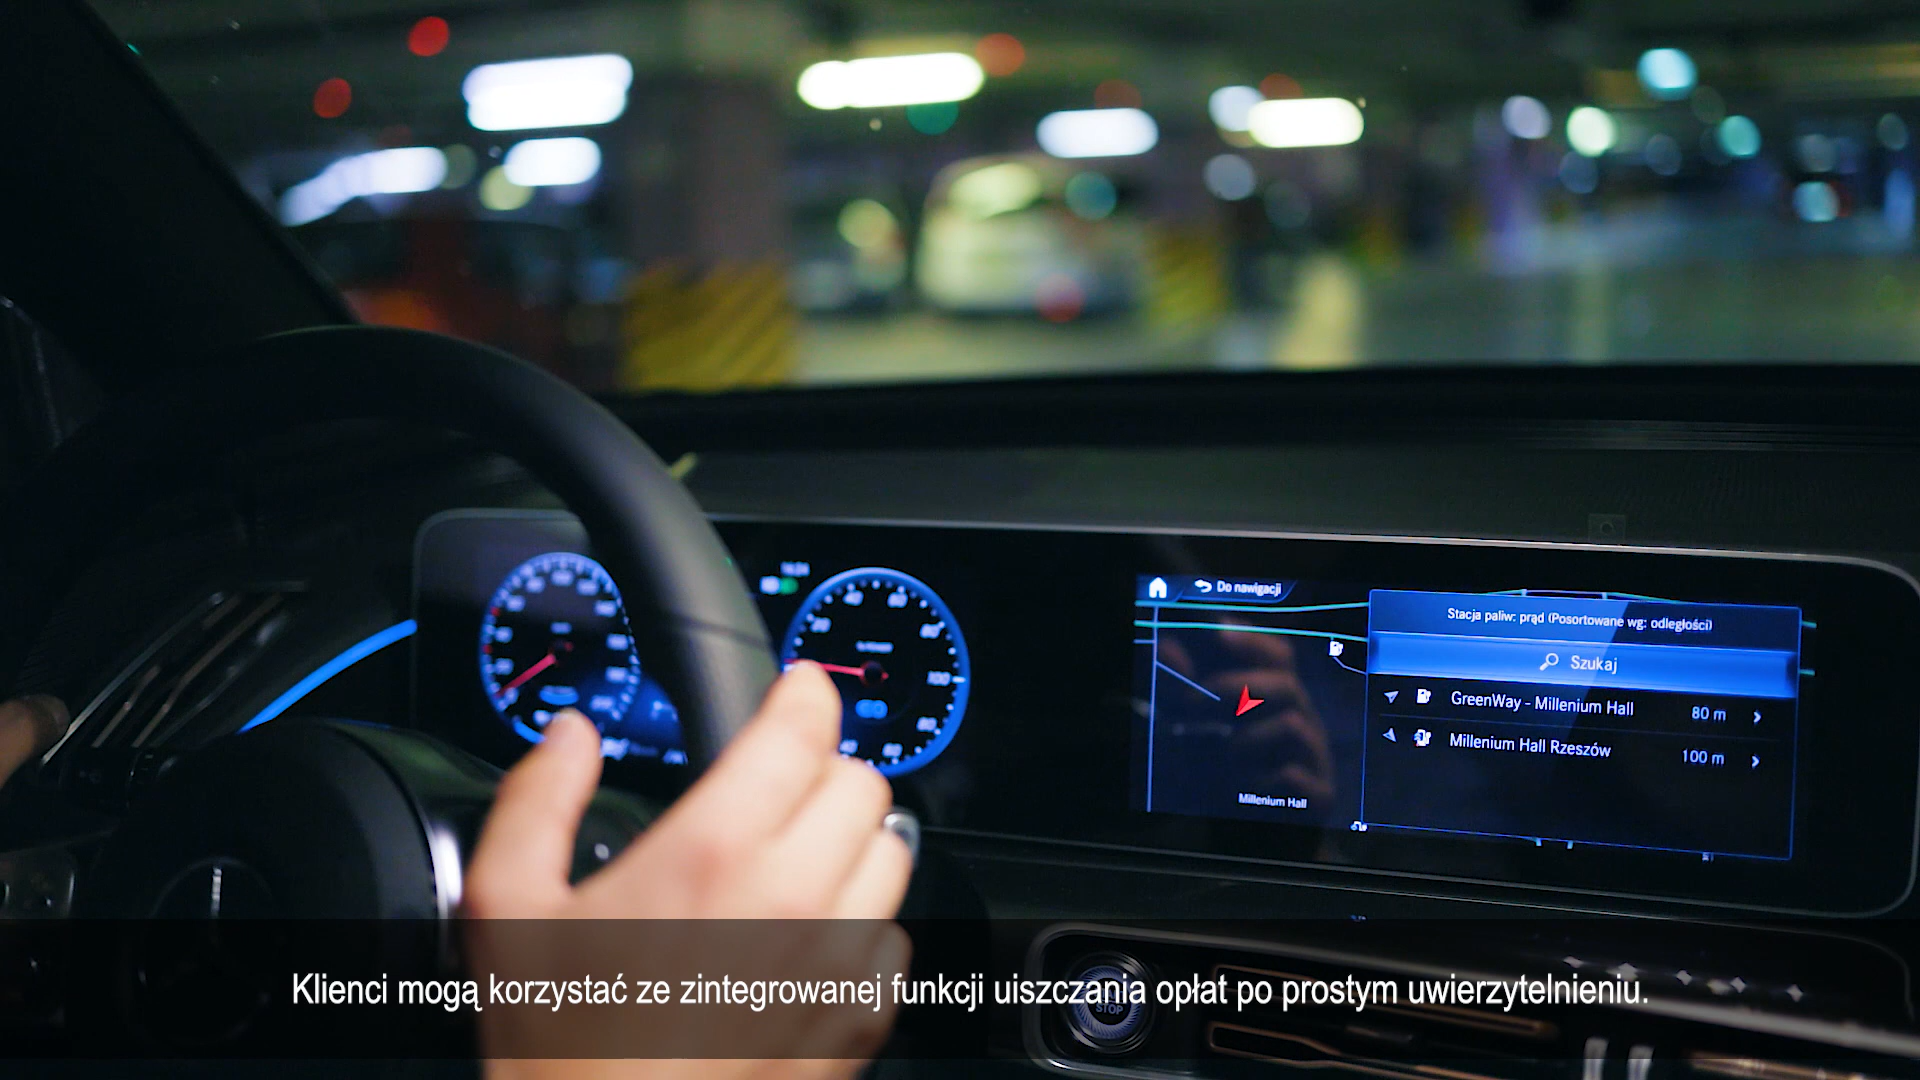 Do nawigacji
Stacja paliw: prąd (Posortowane wg: odległości)
Szukaj
GreenWay - Millenium Hall 80 m
Millenium Hall Rzeszów 100 m
Millenium Hall
Klienci mogą korzystać ze zintegrowanej funkcji uiszczania opłat po prostym uwierzytelnieniu.
STOP